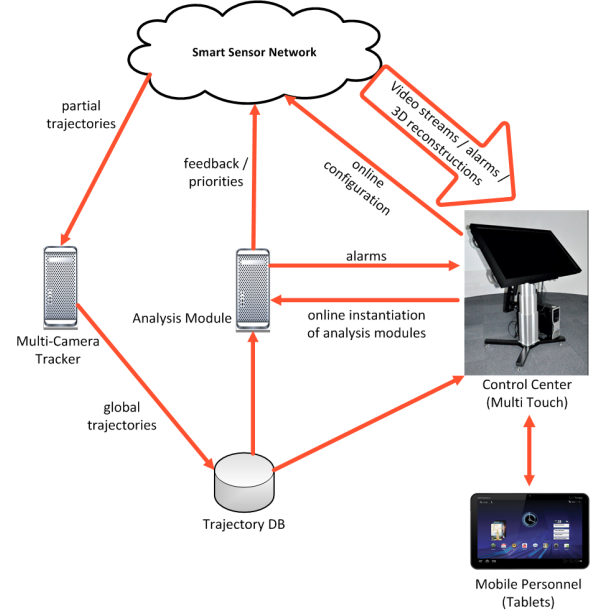 Smart Sensor Network
partial
trajectories
feedback /
priorities
online
configuration
Video streams / alarms /
3D reconstructions
alarms
online instantiation
of analysis modules
Analysis Module
Multi-Camera
Tracker
global
trajectories
Control Center
(Multi Touch)
Trajectory DB
Mobile Personnel
(Tablets)